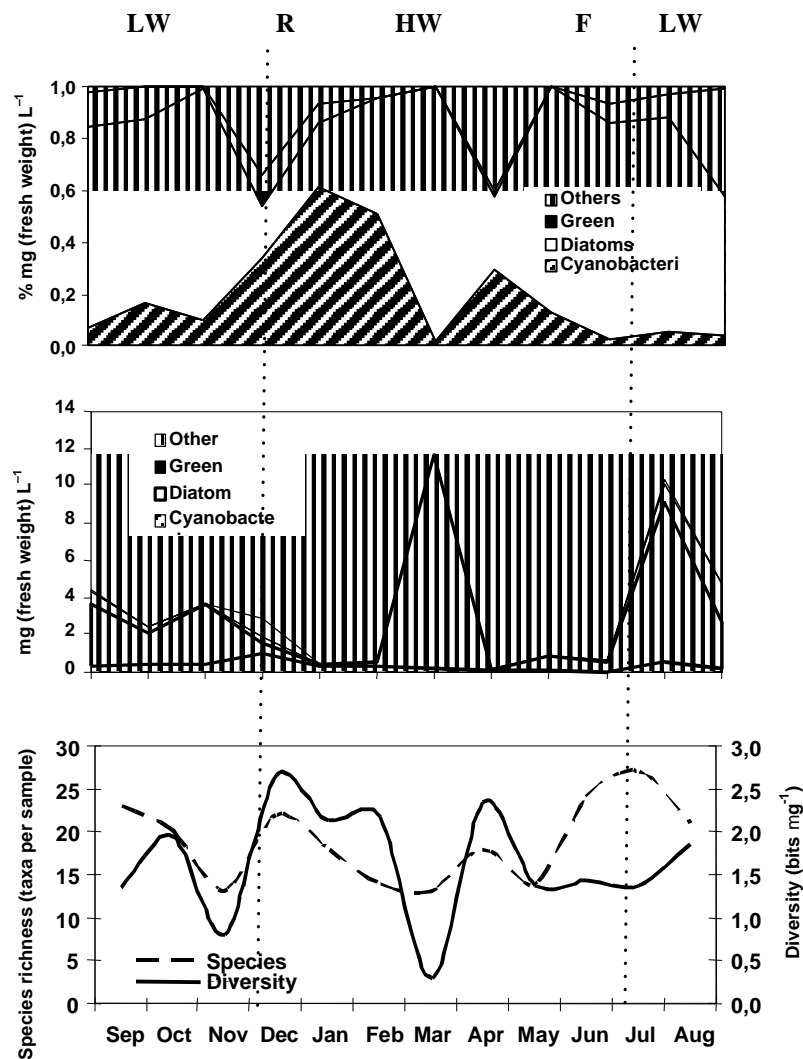 LW R HW F LW
% mg (fresh weight) L⁻¹
1,0
0,8
0,6
0,4
0,2
0,0
Others
Green
Diatoms
Cyanobacteri
mg (fresh weight) L⁻¹
14
12
10
8
6
4
2
0
Other
Green
Diatom
Cyanobacte
Species richness (taxa per sample)
30
25
20
15
10
5
0
Species
Diversity
3,0
2,5
2,0
1,5
1,0
0,5
0,0
Diversity (bits mg⁻¹)
Sep Oct Nov Dec Jan Feb Mar Apr May Jun Jul Aug